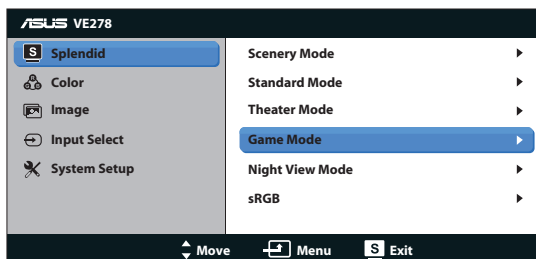 ASUS VE278
S Splendid
Color
Image
Input Select
System Setup
Scenery Mode
Standard Mode
Theater Mode
Game Mode
Night View Mode
sRGB
Move Menu S Exit